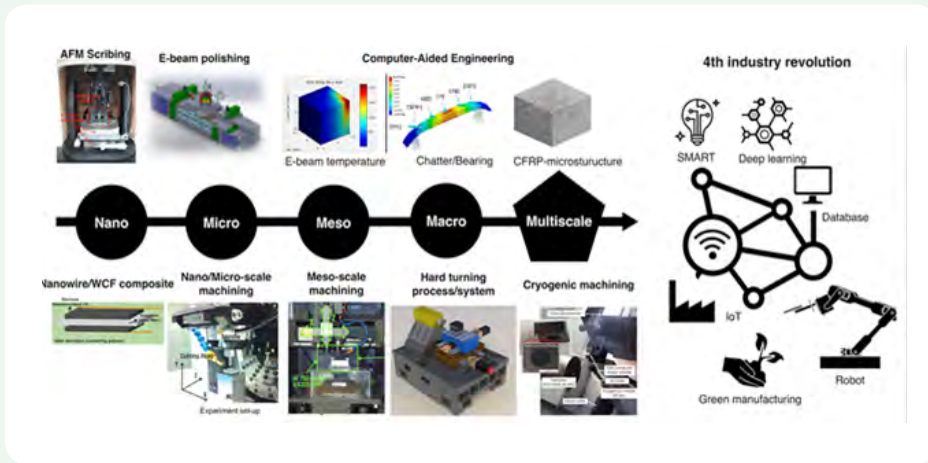 AFM Scribing
E-beam polishing
Computer-Aided Engineering
4th industry revolution
E-beam temperature
Chatter/Bearing
CFRP-microsturucture
SMART
Deep learning
Nano
Micro
Meso
Macro
Multiscale
Database
Nanowire/WCF composite
Nano/Micro-scale
machining
Meso-scale
machining
Hard turning
process/system
Cryogenic machining
IoT
Experiment set-up
Robot
Green manufacturing